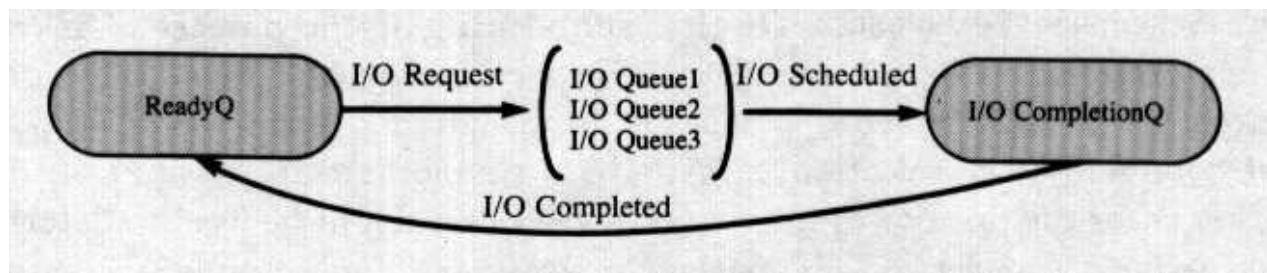 ReadyQ
I/O Request
I/O Queue1
I/O Queue2
I/O Queue3
I/O Scheduled
I/O CompletionQ
I/O Completed